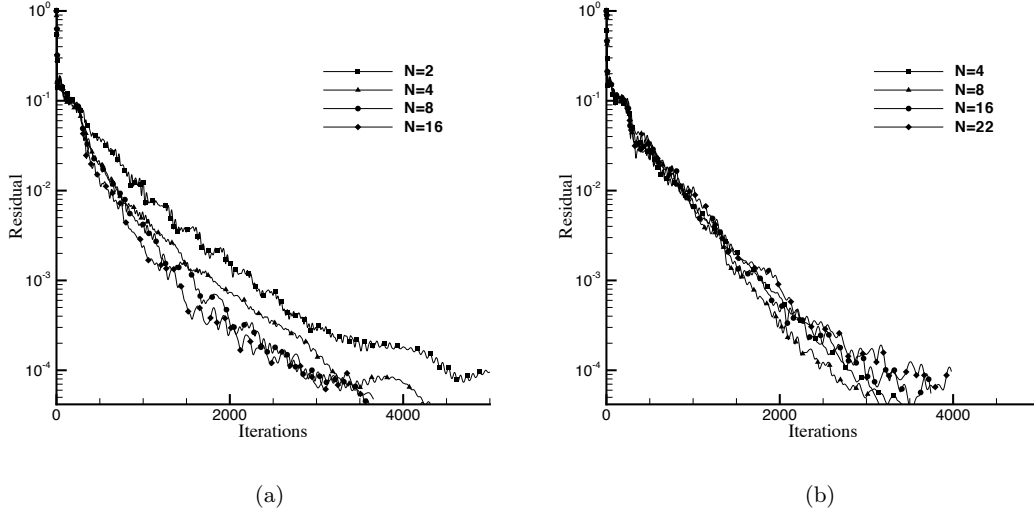 Residual
10^0
10^-1
10^-2
10^-3
10^-4
0
2000
4000
Iterations
N=2
N=4
N=8
N=16
(a)
Residual
10^0
10^-1
10^-2
10^-3
10^-4
0
2000
4000
Iterations
N=4
N=8
N=16
N=22
(b)